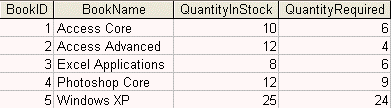 BookID BookName QuantityInStock QuantityRequired
1 Access Core 10 6
2 Access Advanced 12 4
3 Excel Applications 8 6
4 Photoshop Core 12 9
5 Windows XP 25 24